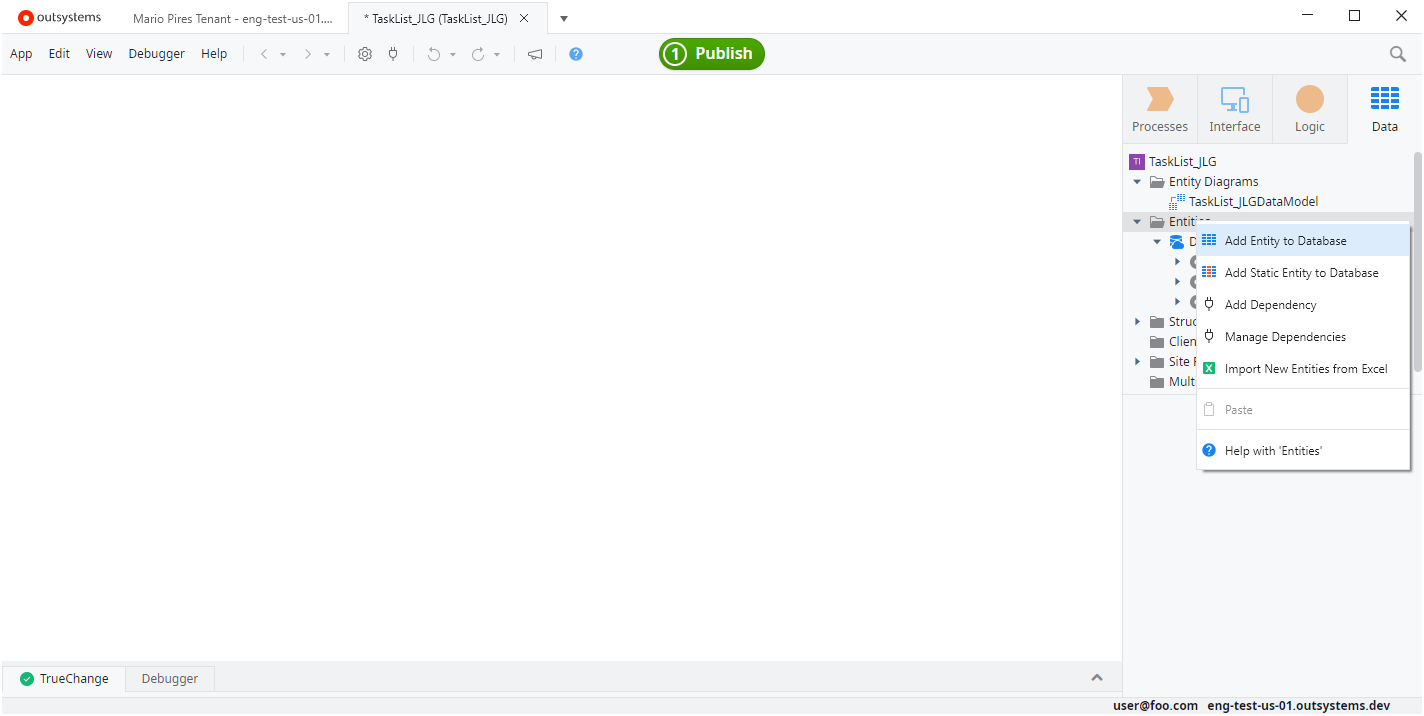 outsystems
Mario Pires Tenant - eng-test-us-01....
* TaskList_JLG (TaskList_JLG)
App Edit View Debugger Help
1 Publish
Processes Interface Logic Data
TI TaskList_JLG
Entity Diagrams
TaskList_JLGDataModel
Entities
D
Add Entity to Database
Add Static Entity to Database
Add Dependency
Struc
Clien
Manage Dependencies
Site
Import New Entities from Excel
Mult
Paste
Help with 'Entities'
TrueChange Debugger
user@foo.com eng-test-us-01.outsystems.dev